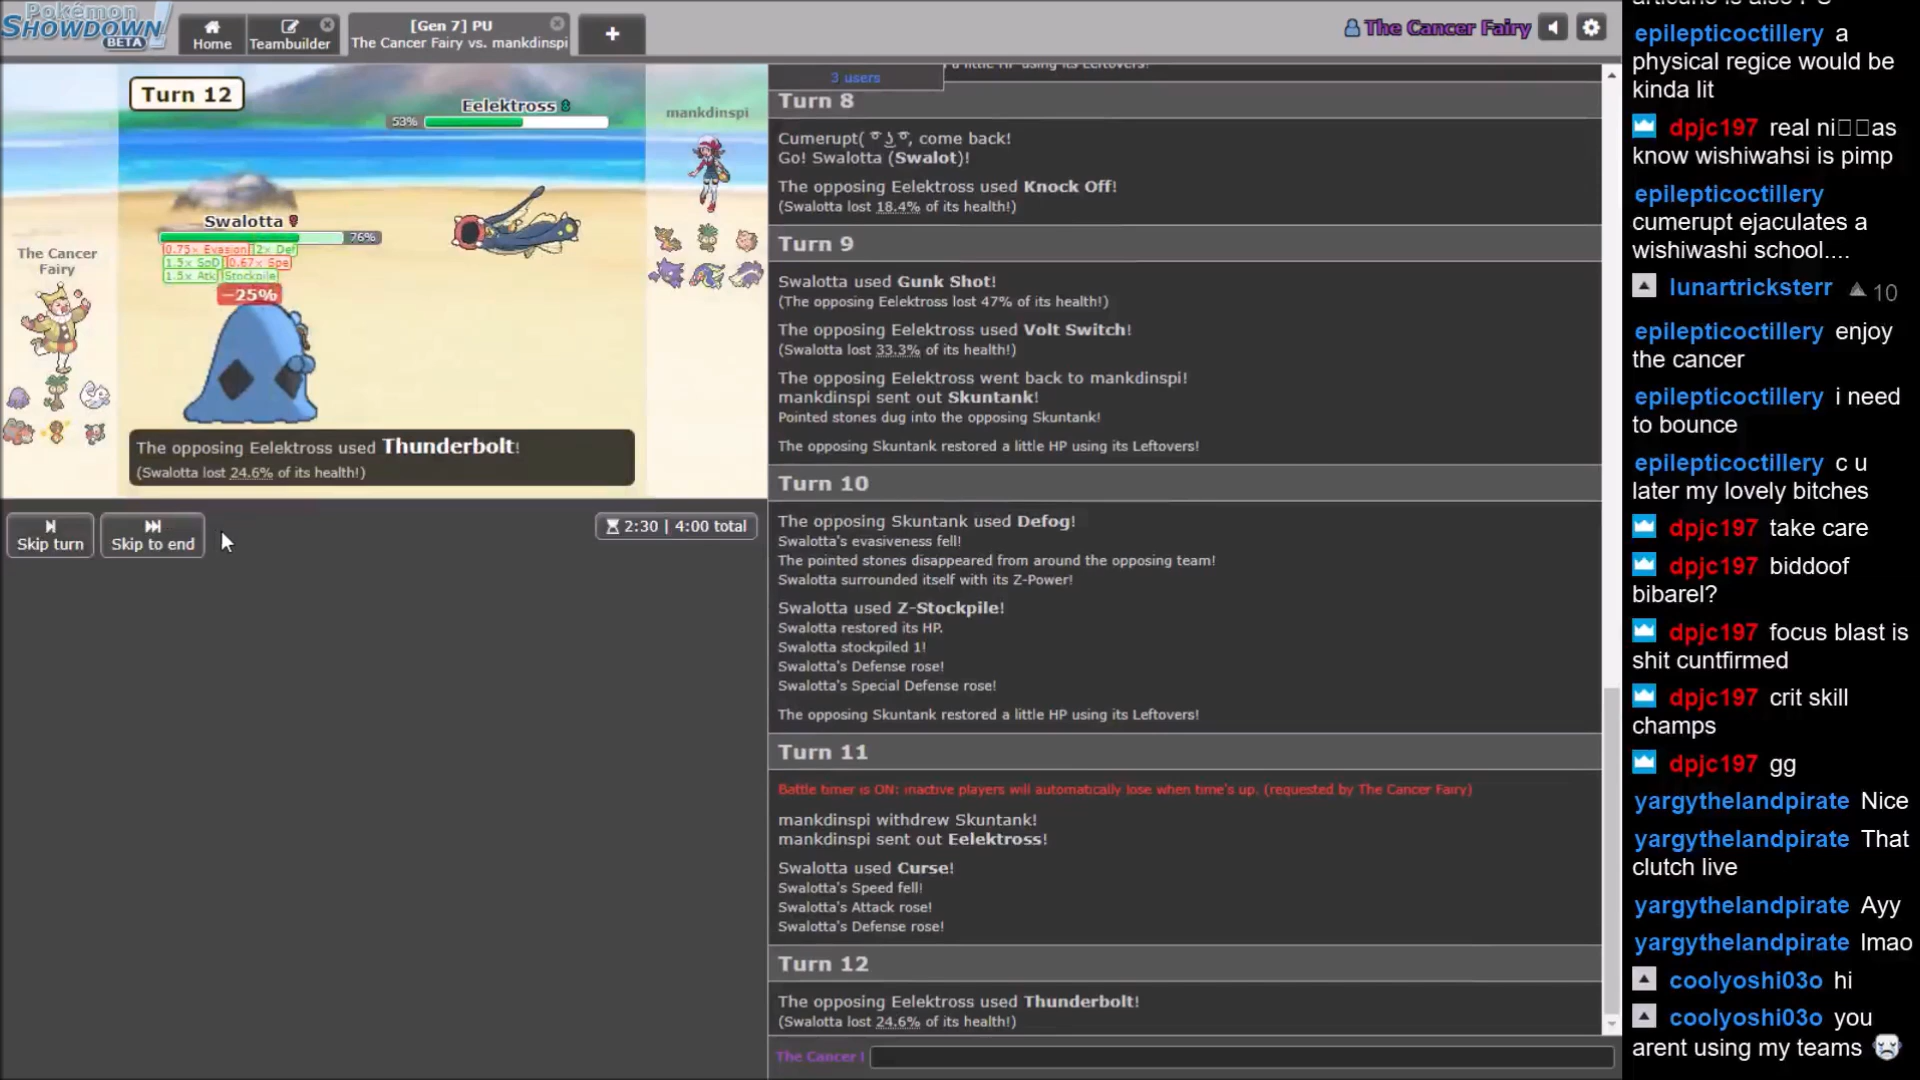 Pokémon
SHOWDOWN!
BETA
Home
Teambuilder
[Gen 7] PU
The Cancer Fairy vs. mankdinspi
The Cancer Fairy
Turn 12
Eelektross
53%
mankdinspi
Swalotta
76%
0.75× Evasion 2× Def
1.5× SpD 0.67× Spe
1.5× Atk Stockpile
−25%
The Cancer
Fairy
The opposing Eelektross used Thunderbolt!
(Swalotta lost 24.6% of its health!)
Skip turn
Skip to end
2:30 | 4:00 total
3 users
a little HP using its Leftovers!
Turn 8
come back!
Go! Swalotta (Swalot)!
The opposing Eelektross used Knock Off!
(Swalotta lost 18.4% of its health!)
Turn 9
Swalotta used Gunk Shot!
(The opposing Eelektross lost 47% of its health!)
The opposing Eelektross used Volt Switch!
(Swalotta lost 33.3% of its health!)
The opposing Eelektross went back to mankdinspi!
mankdinspi sent out Skuntank!
Pointed stones dug into the opposing Skuntank!
The opposing Skuntank restored a little HP using its Leftovers!
Turn 10
The opposing Skuntank used Defog!
Swalotta's evasiveness fell!
The pointed stones disappeared from around the opposing team!
Swalotta surrounded itself with its Z-Power!
Swalotta used Z-Stockpile!
Swalotta restored its HP.
Swalotta stockpiled 1!
Swalotta's Defense rose!
Swalotta's Special Defense rose!
The opposing Skuntank restored a little HP using its Leftovers!
Turn 11
Battle timer is ON: inactive players will automatically lose when time's up. (requested by The Cancer Fairy)
mankdinspi withdrew Skuntank!
mankdinspi sent out Eelektross!
Swalotta used Curse!
Swalotta's Speed fell!
Swalotta's Attack rose!
Swalotta's Defense rose!
Turn 12
The opposing Eelektross used Thunderbolt!
(Swalotta lost 24.6% of its health!)
The Cancer
epilepticoctillery a
physical regice would be
kinda lit
dpjc197 real ni□□as
know wishiwahsi is pimp
epilepticoctillery
cumerupt ejaculates a
wishiwashi school....
lunartricksterr 10
epilepticoctillery enjoy
the cancer
epilepticoctillery i need
to bounce
epilepticoctillery c u
later my lovely bitches
dpjc197 take care
dpjc197 biddoof
bibarel?
dpjc197 focus blast is
shit cuntfirmed
dpjc197 crit skill
champs
dpjc197 gg
yargythelandpirate Nice
yargythelandpirate That
clutch live
yargythelandpirate Ayy
yargythelandpirate lmao
coolyoshi03o hi
coolyoshi03o you
arent using my teams